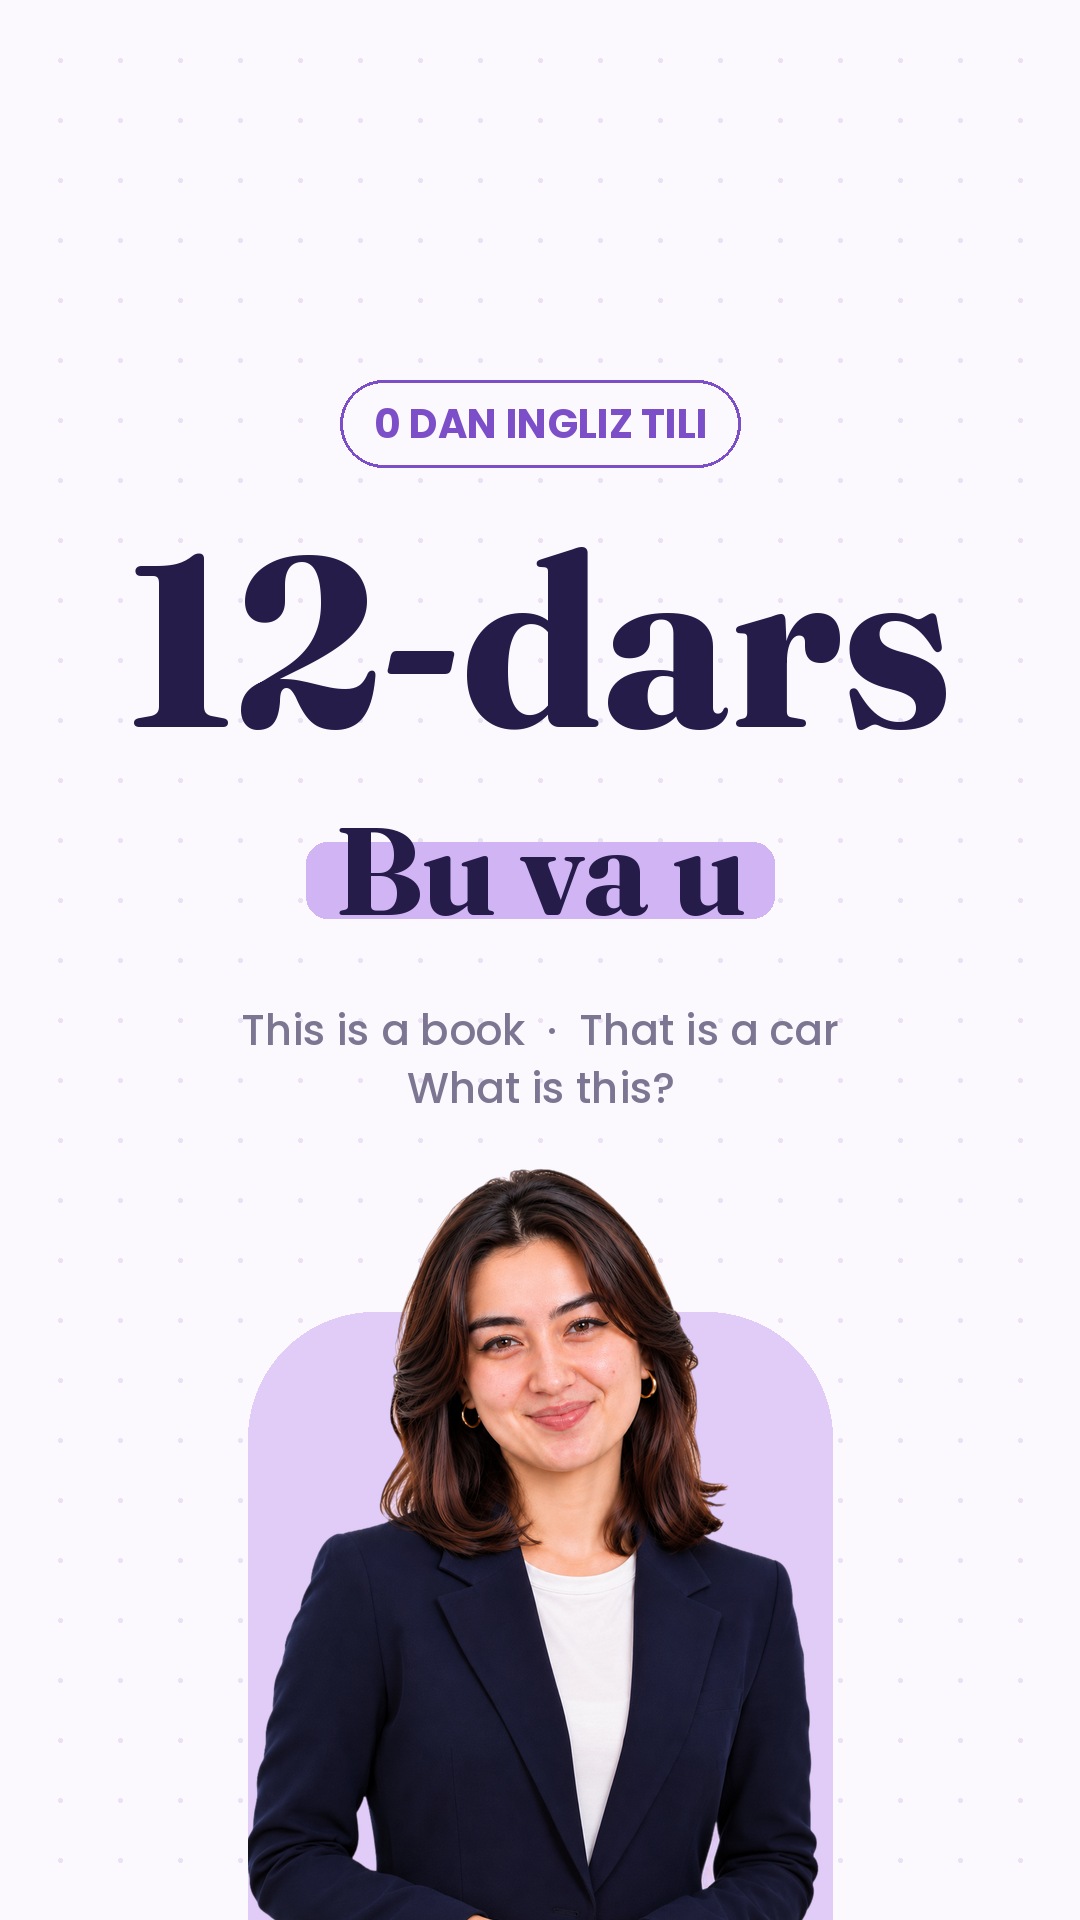 0 DAN INGLIZ TILI
12-dars
Bu va u
This is a book · That is a car
What is this?